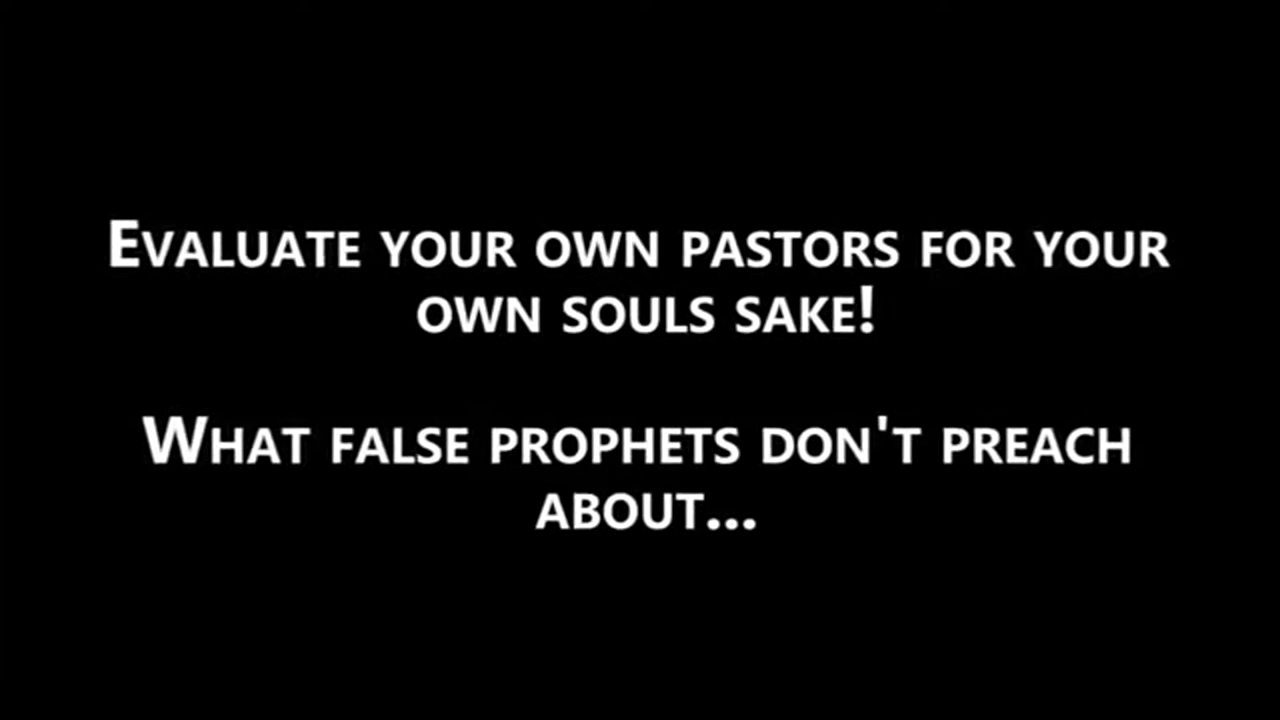 Evaluate your own pastors for your
own souls sake!
What false prophets don't preach
about...